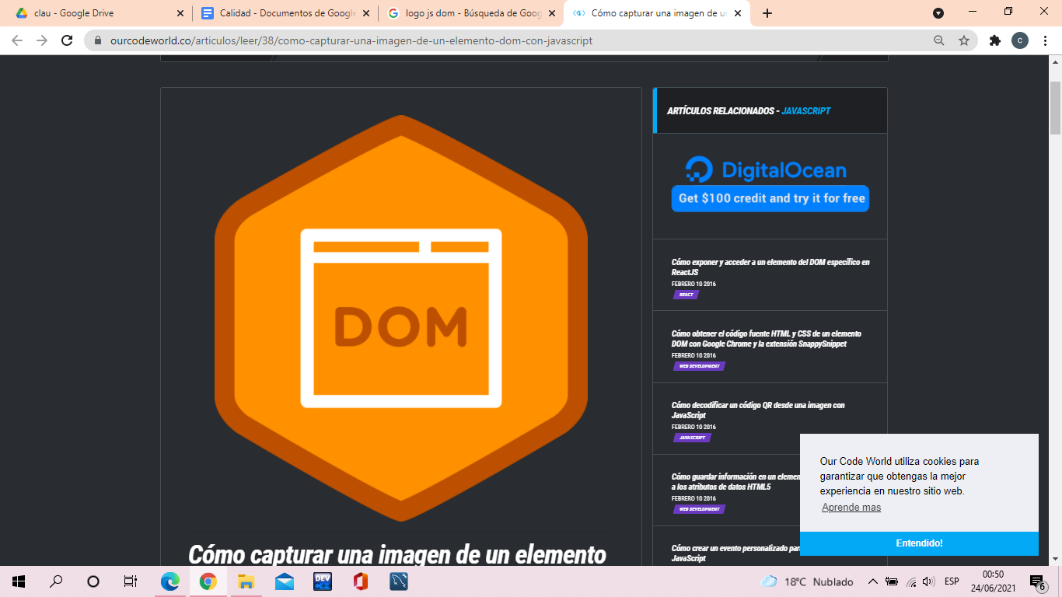 clau - Google Drive
Calidad - Documentos de Google
logo js dom - Búsqueda de Goog
Cómo capturar una imagen de u
ourcodeworld.co/articulos/leer/38/como-capturar-una-imagen-de-un-elemento-dom-con-javascript
C
DOM
Cómo capturar una imagen de un elemento
ARTÍCULOS RELACIONADOS - JAVASCRIPT
DigitalOcean
Get $100 credit and try it for free
Cómo exponer y acceder a un elemento del DOM específico en
ReactJS
FEBRERO 10 2016
REACT
Cómo obtener el código fuente HTML y CSS de un elemento
DOM con Google Chrome y la extensión SnappySnippet
FEBRERO 10 2016
WEB DEVELOPMENT
Cómo decodificar un código QR desde una imagen con
JavaScript
FEBRERO 10 2016
JAVASCRIPT
Cómo guardar información en un elemen
a los atributos de datos HTML5
FEBRERO 10 2016
WEB DEVELOPMENT
Cómo crear un evento personalizado par
Our Code World utiliza cookies para
garantizar que obtengas la mejor
experiencia en nuestro sitio web.
Aprende mas
Entendido!
DEV
18°C Nublado
ESP
00:50
24/06/2021
6